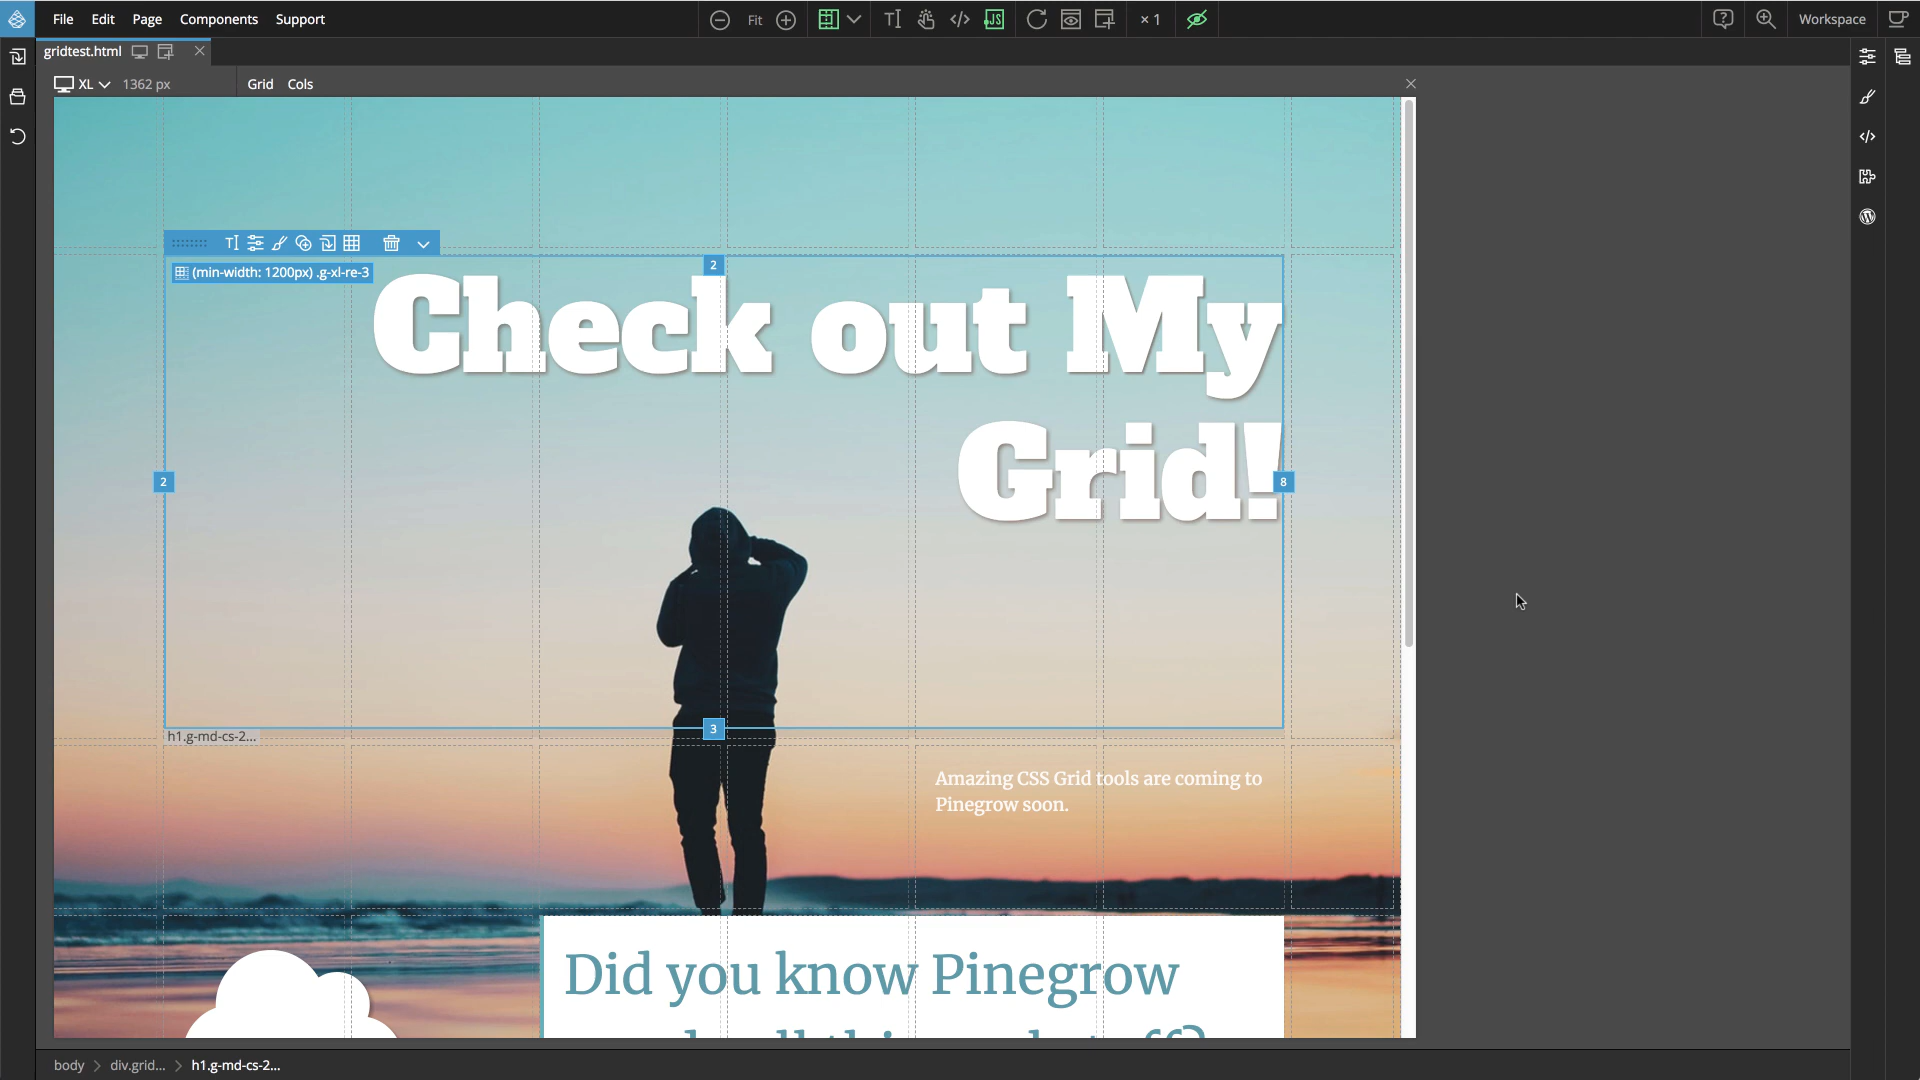 File Edit Page Components Support Fit × 1 Workspace
gridtest.html
XL 1362 px Grid Cols
(min-width: 1200px) .g-xl-re-3
2
Check out My
Grid!
2
8
3
h1.g-md-cs-2...
Amazing CSS Grid tools are coming to
Pinegrow soon.
Did you know Pinegrow
body div.grid... h1.g-md-cs-2...